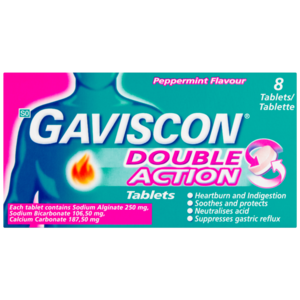 Peppermint Flavour
8
Tablets/
Tablette
S0
GAVISCON®
DOUBLE
ACTION
Tablets
Each tablet contains Sodium Alginate 250 mg,
Sodium Bicarbonate 106,50 mg,
Calcium Carbonate 187,50 mg
• Heartburn and Indigestion
• Soothes and protects
• Neutralises acid
• Suppresses gastric reflux